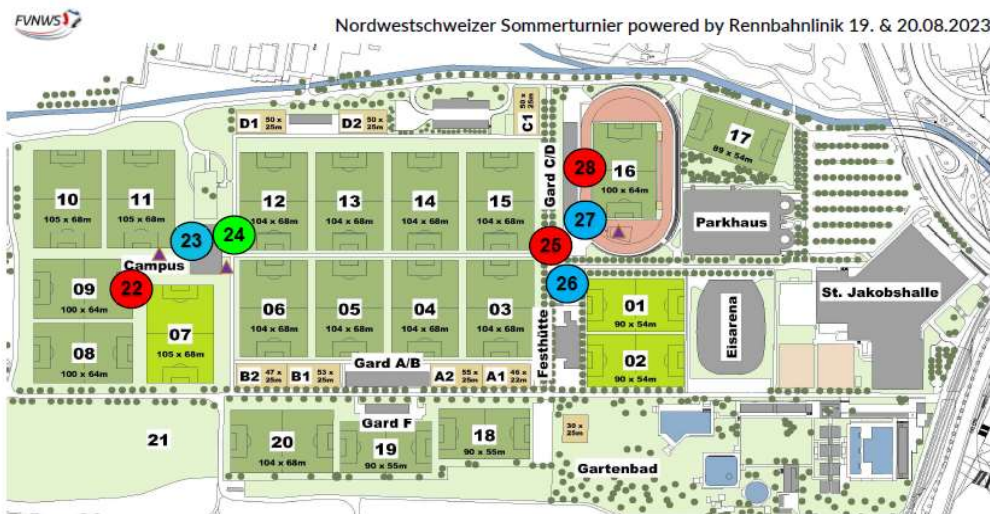 FVNWS
Nordwestschweizer Sommerturnier powered by Rennbahnlinik 19. & 20.08.2023
D1 50 x 25m
D2 50 x 25m
C1 50 x 25m
Gard C/D
17
89 x 54m
10
105 x 68m
11
105 x 68m
12
104 x 68m
13
104 x 68m
14
104 x 68m
15
104 x 68m
28
16
100 x 64m
27
Parkhaus
23
24
25
Campus
22
26
09
100 x 64m
08
100 x 64m
07
105 x 68m
06
104 x 68m
05
104 x 68m
04
104 x 68m
03
104 x 68m
Festhütte
01
90 x 54m
02
90 x 54m
Eisarena
St. Jakobshalle
B2 47 x 25m
B1 53 x 25m
Gard A/B
A2 55 x 25m
A1 46 x 22m
21
20
104 x 68m
Gard F
19
90 x 55m
18
90 x 55m
30 x 25m
Gartenbad